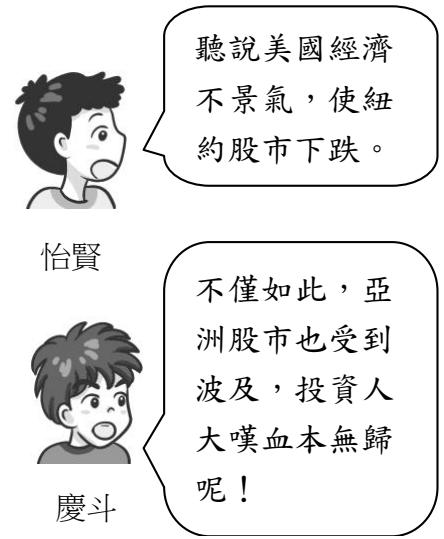 聽說美國經濟
不景氣，使紐
約股市下跌。
怡賢
不僅如此，亞
洲股市也受到
波及，投資人
大嘆血本無歸
呢！
慶斗